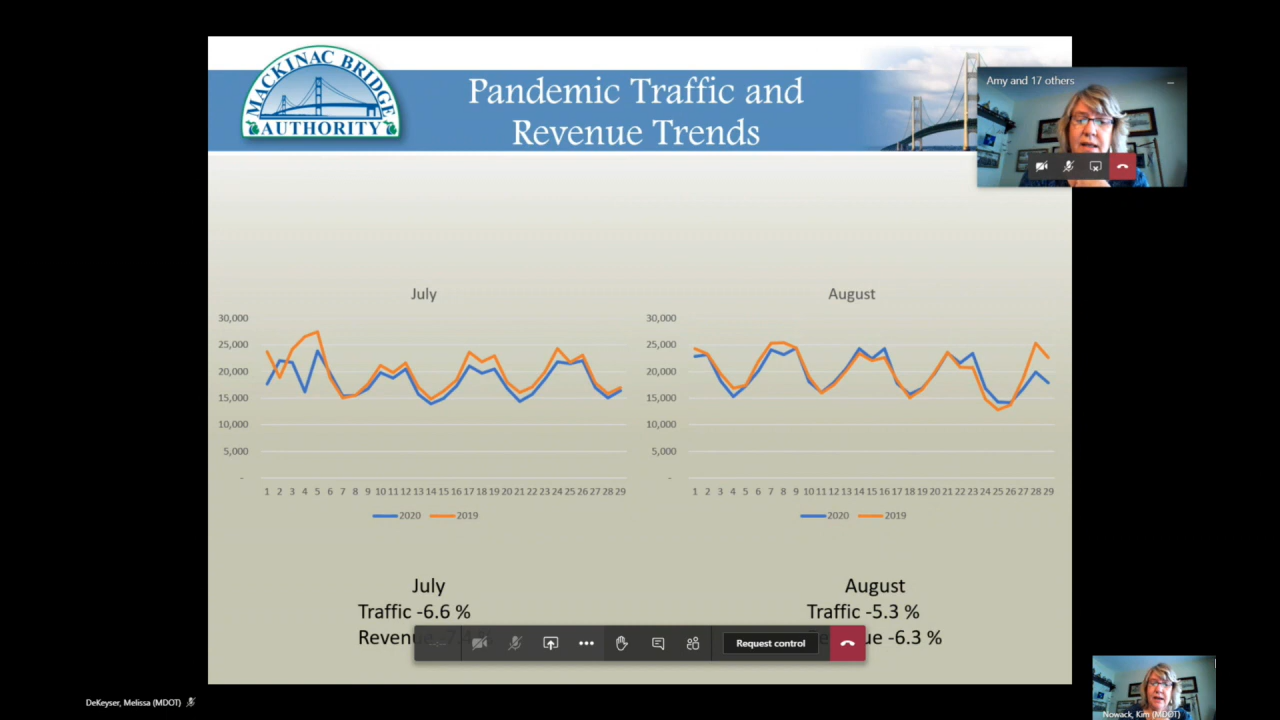 MACKINAC BRIDGE
AUTHORITY
Pandemic Traffic and
Revenue Trends
Amy and 17 others
July
30,000
25,000
20,000
15,000
10,000
5,000
-
1 2 3 4 5 6 7 8 9 10 11 12 13 14 15 16 17 18 19 20 21 22 23 24 25 26 27 28 29
2020 2019
August
30,000
25,000
20,000
15,000
10,000
5,000
-
1 2 3 4 5 6 7 8 9 10 11 12 13 14 15 16 17 18 19 20 21 22 23 24 25 26 27 28 29
2020 2019
July
Traffic -6.6 %
Revenu
August
Traffic -5.3 %
ue -6.3 %
Request control
DeKeyser, Melissa (MDOT)
Nowack, Kim (MDOT)